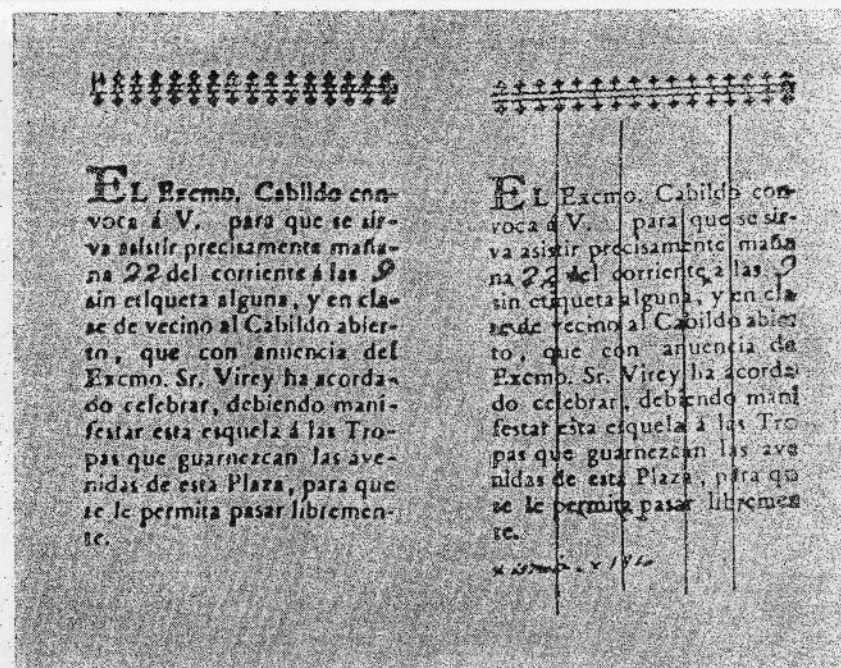 EL Excmo. Cabildo con-
voca á V. para que se sir-
va asistir precisamente maña-
na 22 del corriente á las 9
sin etiqueta alguna, y en cla-
se de vecino al Cabildo abier-
to, que con anuencia del
Excmo. Sr. Virey ha acorda-
do celebrar, debiendo mani-
festar esta esquela á las Tro-
pas que guarnezcan las ave-
nidas de esta Plaza, para que
se le permita pasar libremen-
te.
EL Excmo. Cabildo con-
voca á V. para que se sir-
va asistir precisamente maña
na 22 del corriente a las 9
sin etiqueta alguna, y en cla
se de vecino al Cabildo abier
to, que con anuencia de
Excmo. Sr. Virey ha acorda
do celebrar, debiendo mani
festar esta esquela á las Tro
pas que guarnezcan las ave
nidas de esta Plaza, para qu
se le permita pasar libremen
te.